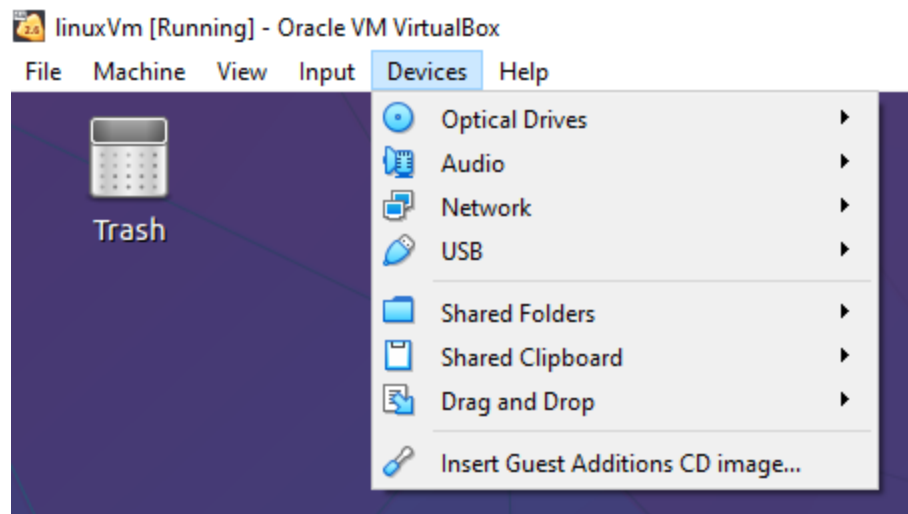 linuxVm [Running] - Oracle VM VirtualBox
File Machine View Input Devices Help
Trash
Optical Drives
Audio
Network
USB
Shared Folders
Shared Clipboard
Drag and Drop
Insert Guest Additions CD image...